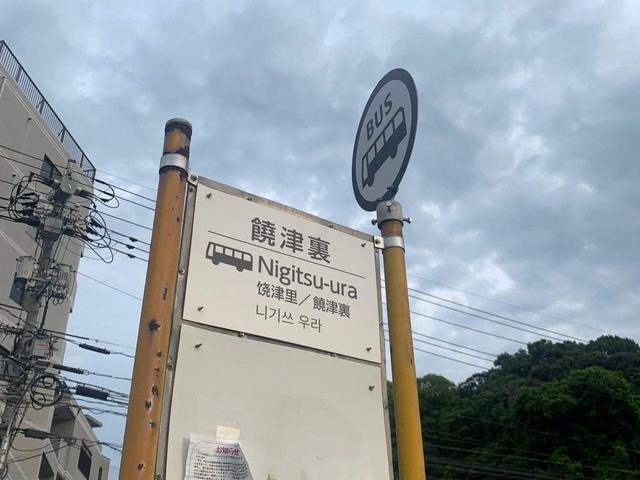 BUS
饒津裏
Nigitsu-ura
饶津里／饒津裏
니기쓰 우라
お知らせ